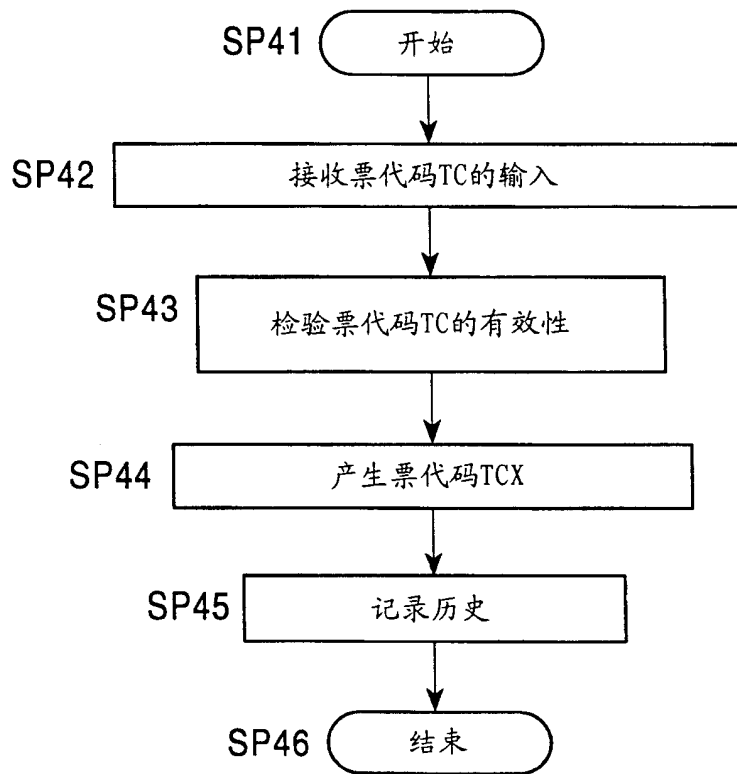 SP41 开始
SP42 接收票代码TC的输入
SP43 检验票代码TC的有效性
SP44 产生票代码TCX
SP45 记录历史
SP46 结束